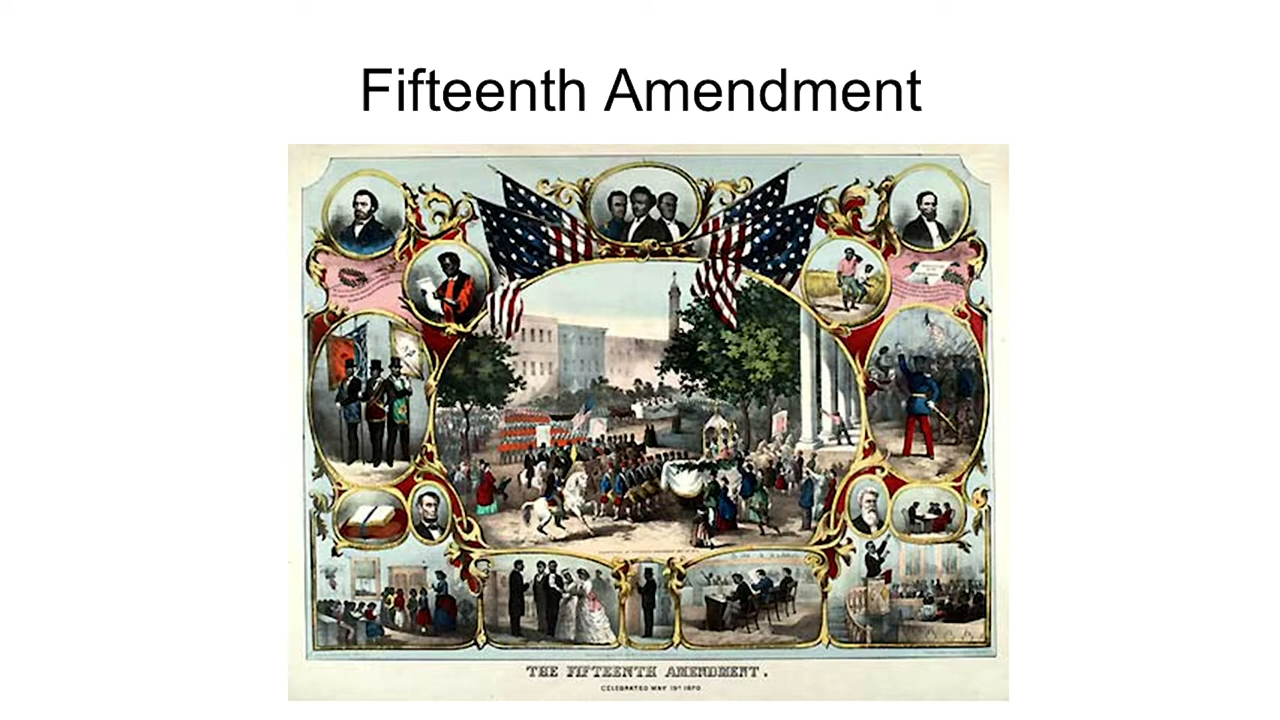 Fifteenth Amendment
THE FIFTEENTH AMENDMENT.
CELEBRATED MAY 19th 1870